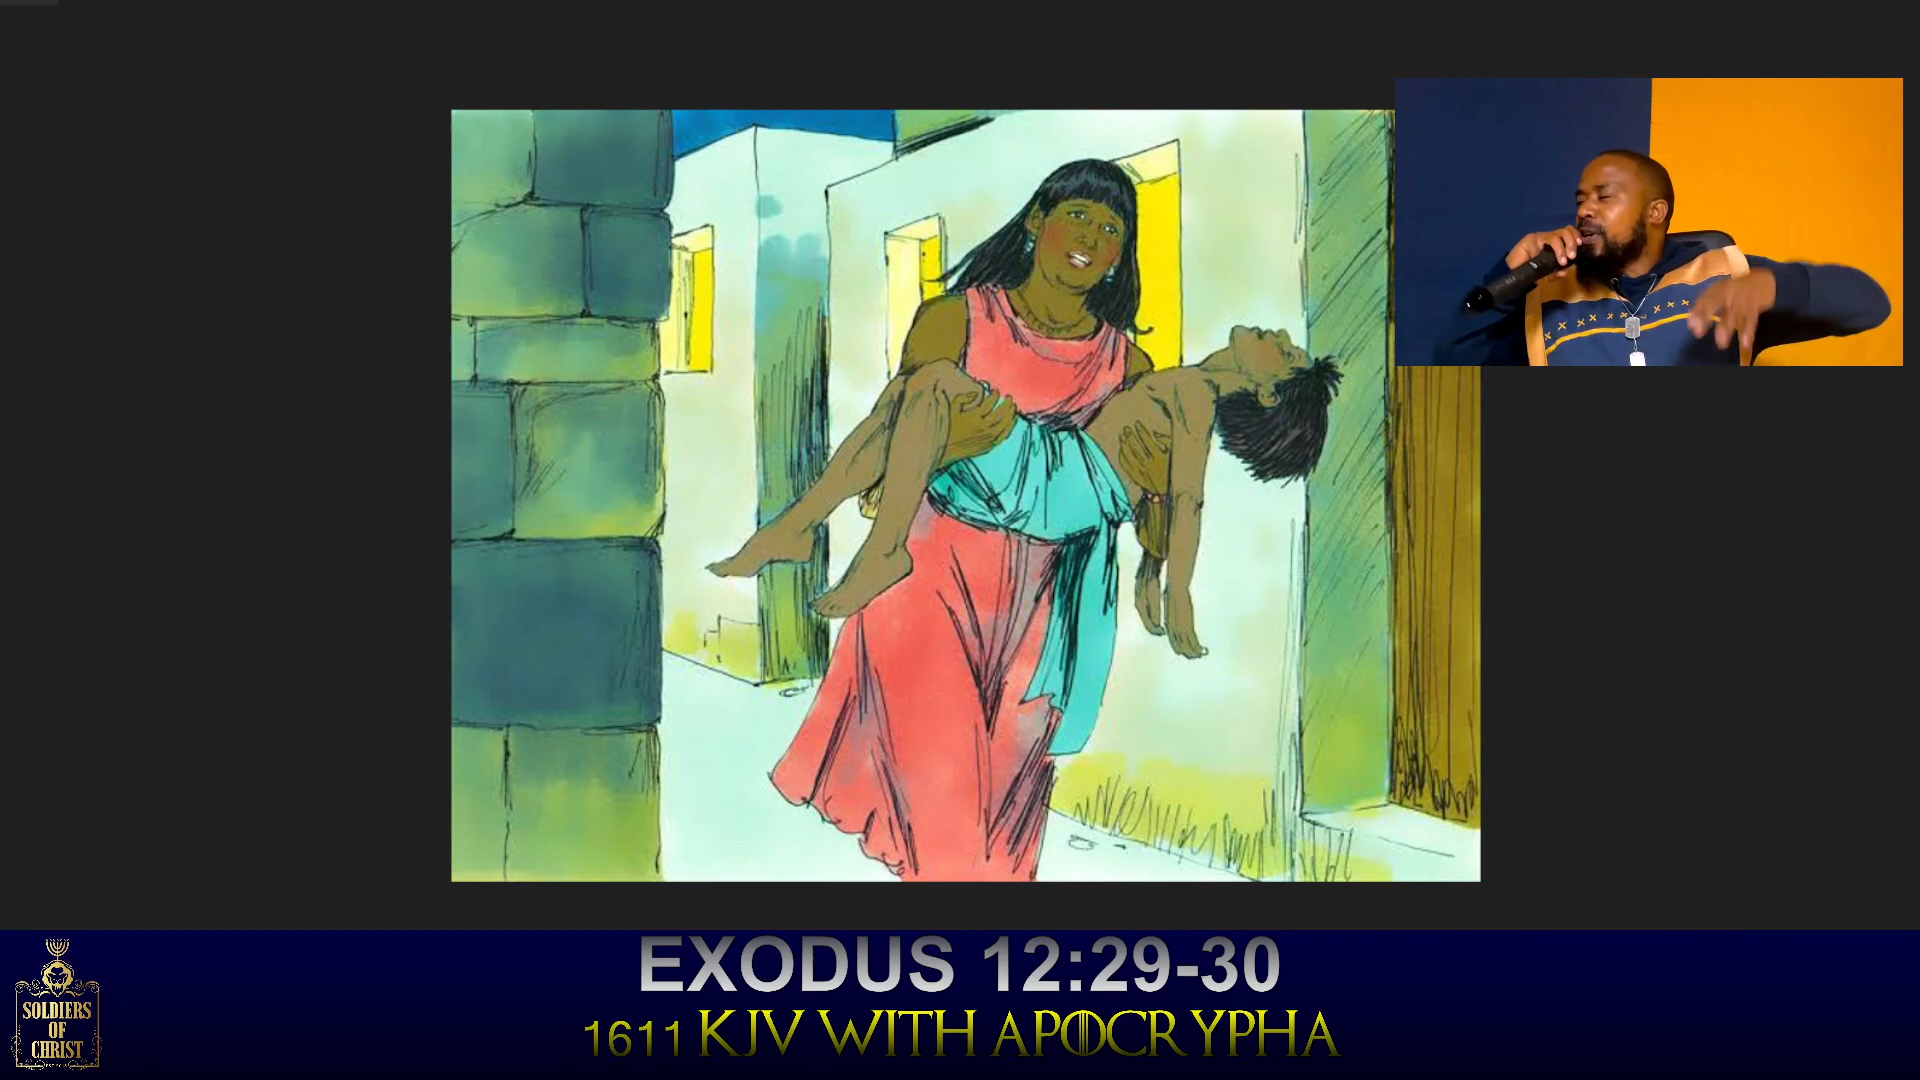 EXODUS 12:29-30
1611 KJV WITH APOCRYPHA
SOLDIERS
OF
CHRIST